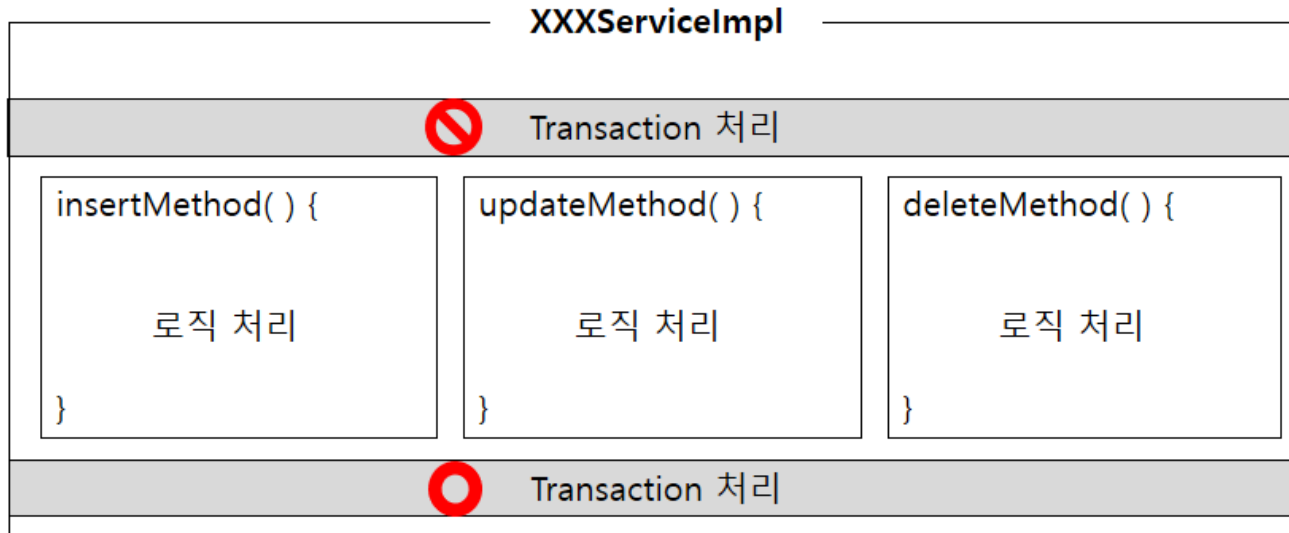 XXXServiceImpl
Transaction 처리
insertMethod( ) {
로직 처리
}
updateMethod( ) {
로직 처리
}
deleteMethod( ) {
로직 처리
}
Transaction 처리